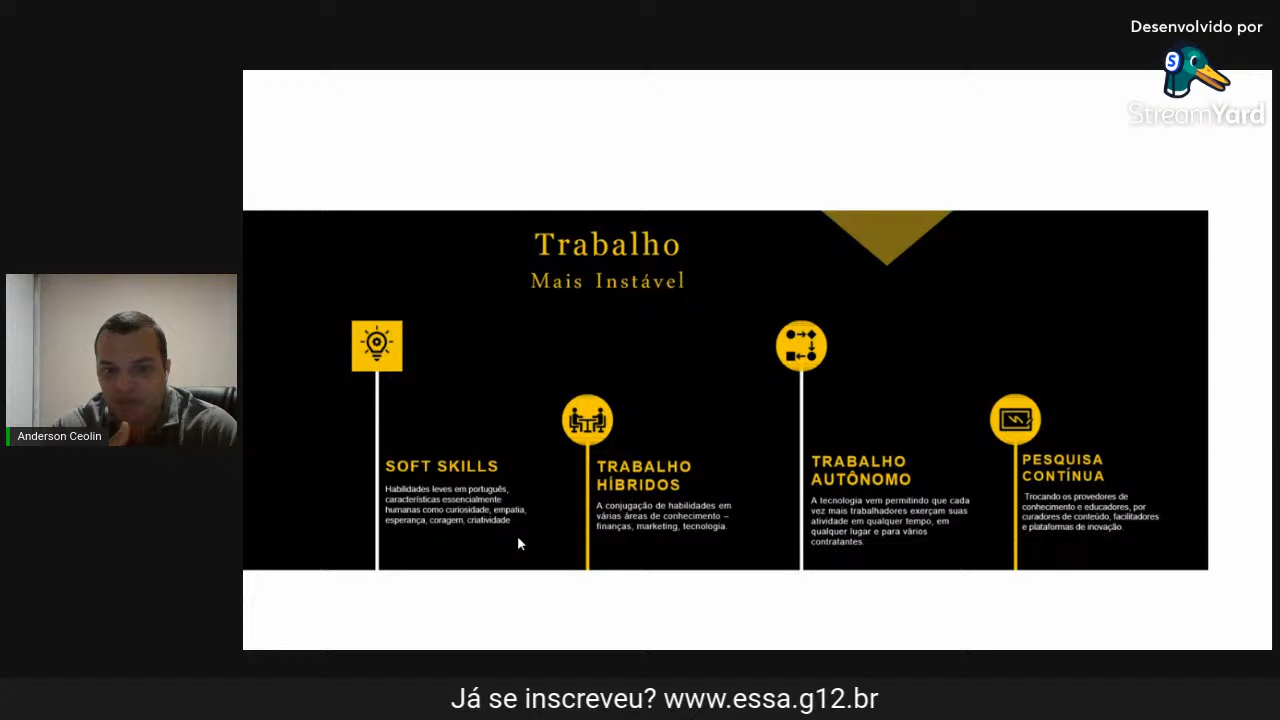 Desenvolvido por
S
StreamYard
Trabalho
Mais Instável
SOFT SKILLS
Habilidades leves em português,
características essencialmente
humanas como curiosidade, empatia,
esperança, coragem, criatividade
TRABALHO
HÍBRIDOS
A conjugação de habilidades em
várias áreas de conhecimento –
finanças, marketing, tecnologia.
TRABALHO
AUTÔNOMO
A tecnologia vem permitindo que cada
vez mais trabalhadores exerçam suas
atividade em qualquer tempo, em
qualquer lugar e para vários
contratantes.
PESQUISA
CONTÍNUA
Trocando os provedores de
conhecimento e educadores, por
curadores de conteúdo, facilitadores
e plataformas de inovação.
Anderson Ceolin
Já se inscreveu? www.essa.g12.br